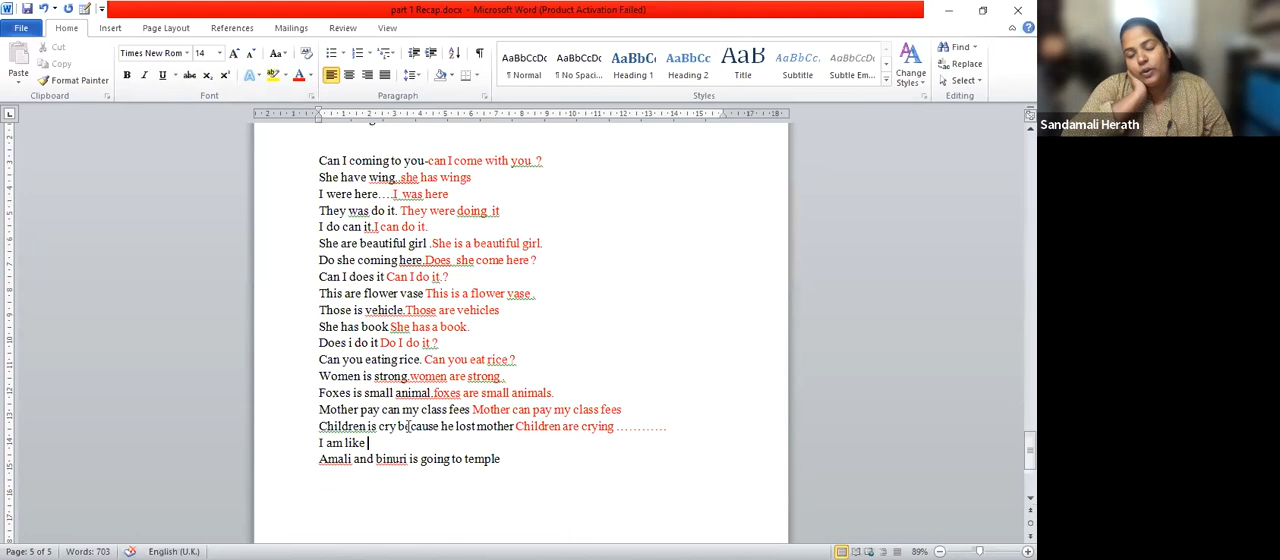 part 1 Recap.docx - Microsoft Word (Product Activation Failed)
File Home Insert Page Layout References Mailings Review View
Cut
Copy
Format Painter
Paste
Clipboard
Times New Rom 14
Font
Paragraph
AaBbCcDc AaBbCcDc AaBbCc AaBbCc AaB AaBbCc. AaBbCcDc
¶ Normal ¶ No Spaci... Heading 1 Heading 2 Title Subtitle Subtle Em...
Styles
Change Styles
Find
Replace
Select
Editing
Sandamali Herath
Can I coming to you-can I come with you ?
She have wing..she has wings
I were here….I was here
They was do it. They were doing it
I do can it.I can do it.
She are beautiful girl .She is a beautiful girl.
Do she coming here.Does she come here ?
Can I does it Can I do it.?
This are flower vase This is a flower vase .
Those is vehicle.Those are vehicles
She has book She has a book.
Does i do it Do I do it.?
Can you eating rice. Can you eat rice ?
Women is strong.women are strong .
Foxes is small animal.foxes are small animals.
Mother pay can my class fees Mother can pay my class fees
Children is cry because he lost mother Children are crying …………
I am like
Amali and binuri is going to temple
Page: 5 of 5 Words: 703 English (U.K.) 89%